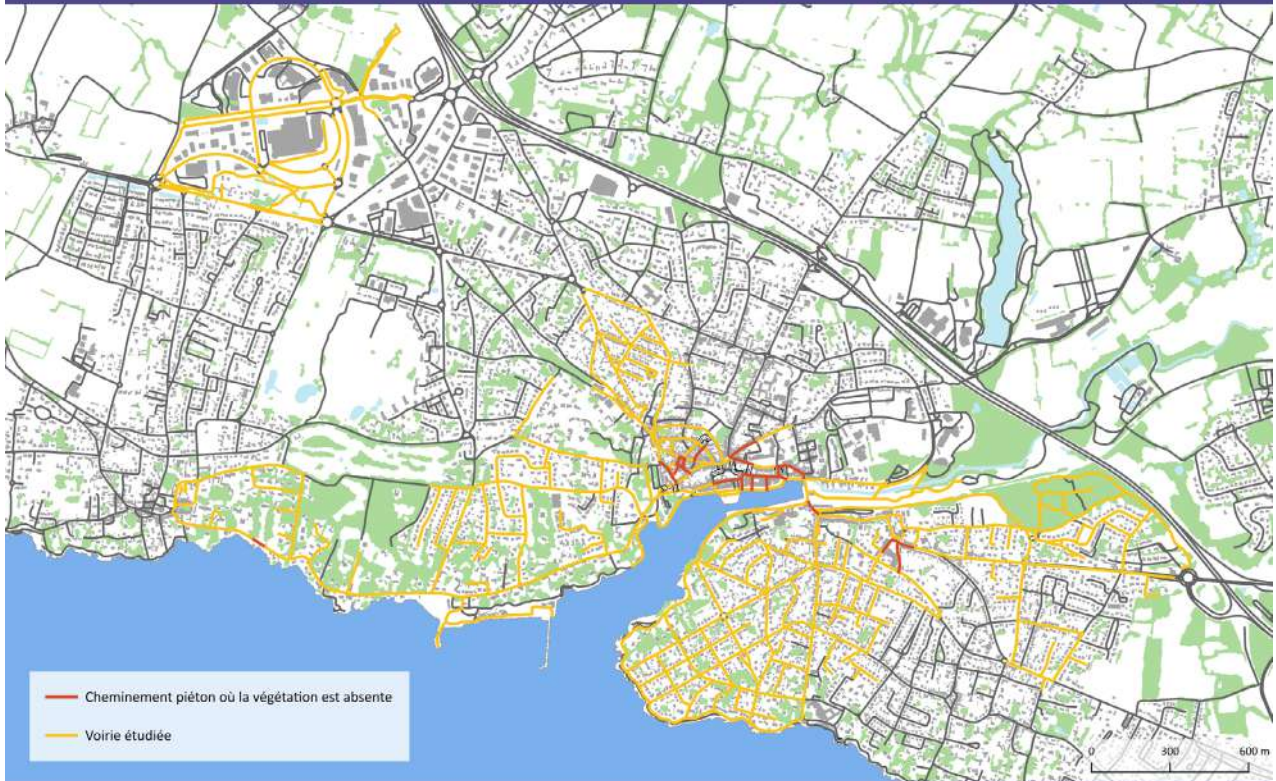 Cheminement piéton où la végétation est absente
Voirie étudiée
0 300 600 m